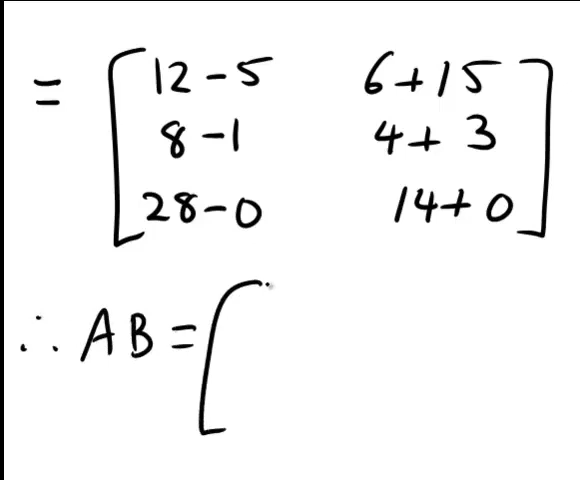 = [ 12-5 6+15
8-1 4+3
28-0 14+0 ]
∴ AB = [